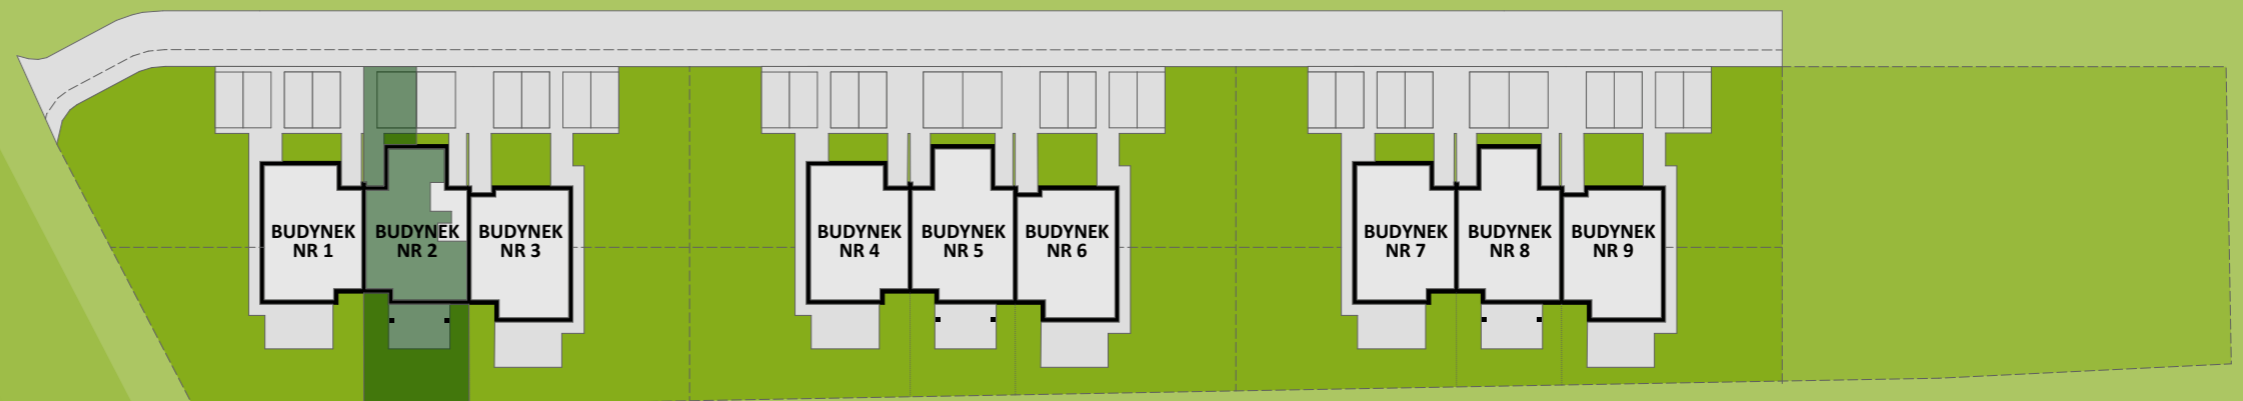 BUDYNEK
NR 1
BUDYNEK
NR 2
BUDYNEK
NR 3
BUDYNEK
NR 4
BUDYNEK
NR 5
BUDYNEK
NR 6
BUDYNEK
NR 7
BUDYNEK
NR 8
BUDYNEK
NR 9